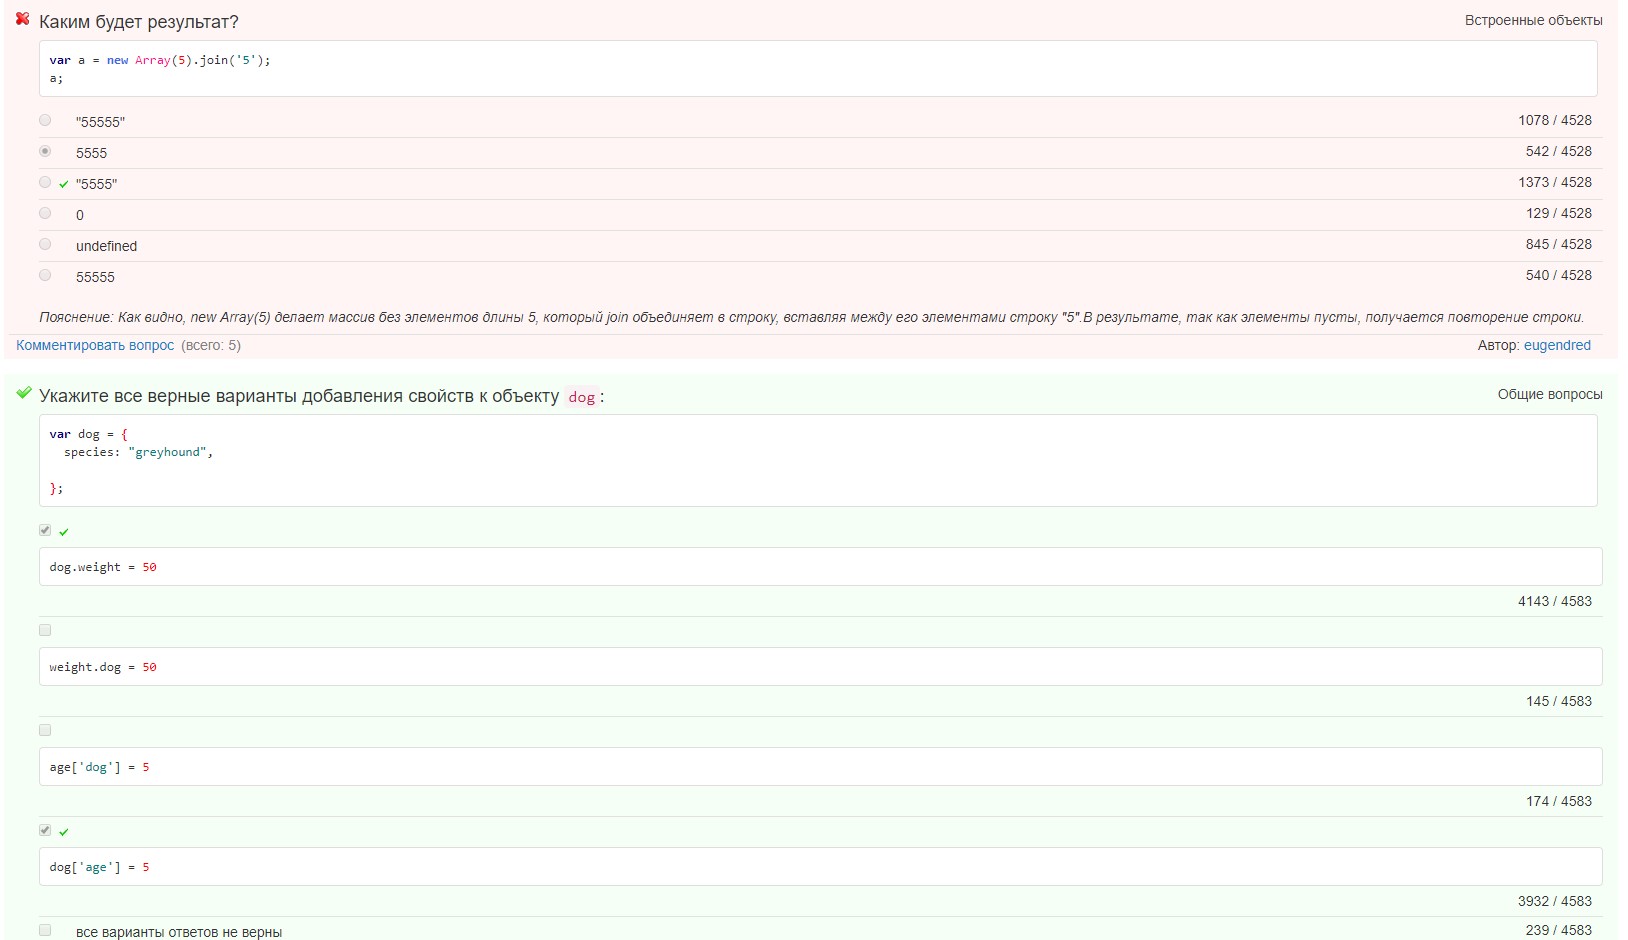 Каким будет результат?
Встроенные объекты
var a = new Array(5).join('5');
a;
"55555"
1078 / 4528
5555
542 / 4528
"5555"
1373 / 4528
0
129 / 4528
undefined
845 / 4528
55555
540 / 4528
Пояснение: Как видно, new Array(5) делает массив без элементов длины 5, который join объединяет в строку, вставляя между его элементами строку "5".В результате, так как элементы пусты, получается повторение строки.
Комментировать вопрос (всего: 5)
Автор: eugendred
Укажите все верные варианты добавления свойств к объекту dog:
Общие вопросы
var dog = {
species: "greyhound",
};
dog.weight = 50
4143 / 4583
weight.dog = 50
145 / 4583
age['dog'] = 5
174 / 4583
dog['age'] = 5
3932 / 4583
все варианты ответов не верны
239 / 4583